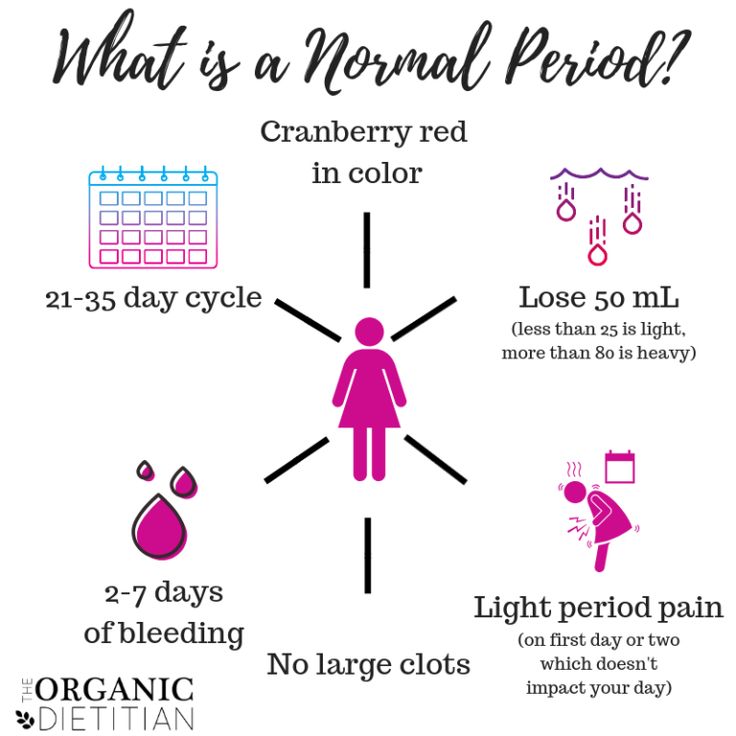 What is a Normal Period?
Cranberry red
in color
21-35 day cycle
Lose 50 mL
(less than 25 is light,
more than 80 is heavy)
2-7 days
of bleeding
Light period pain
(on first day or two
which doesn't
impact your day)
No large clots
THE ORGANIC
DIETITIAN